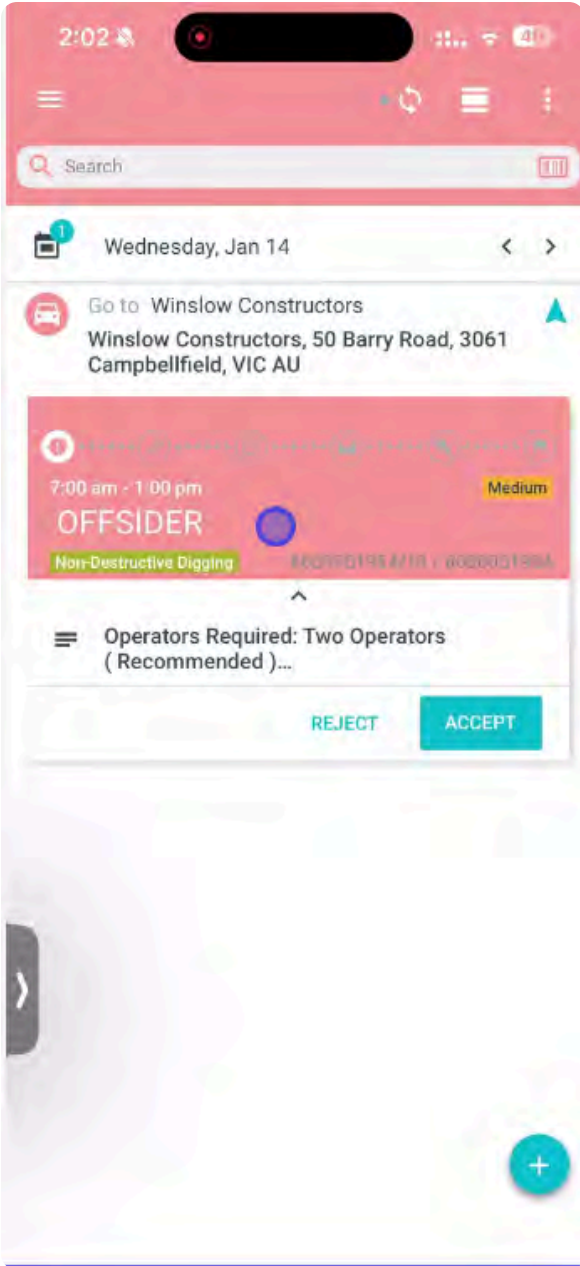 2:02
Search
1
Wednesday, Jan 14
Go to Winslow Constructors
Winslow Constructors, 50 Barry Road, 3061
Campbellfield, VIC AU
7:00 am - 1:00 pm
Medium
OFFSIDER
Non-Destructive Digging
Operators Required: Two Operators
( Recommended )...
REJECT
ACCEPT
+